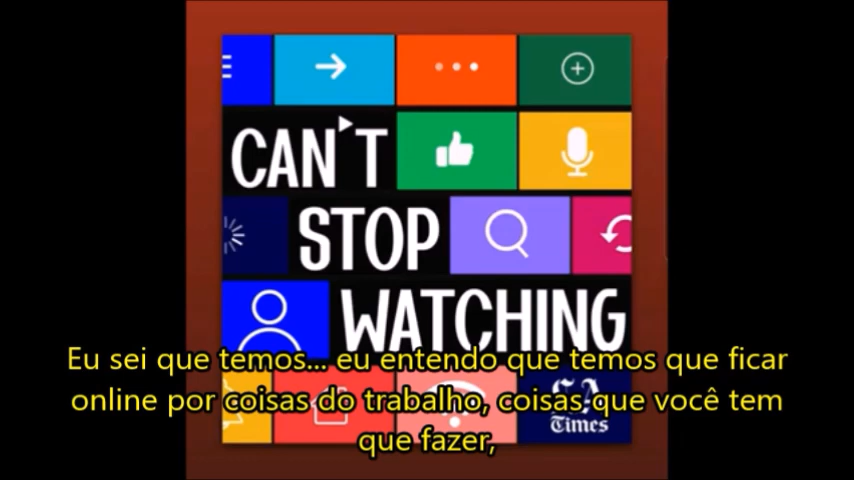 CAN'T
STOP
WATCHING
LA
Times
Eu sei que temos... eu entendo que temos que ficar
online por coisas do trabalho, coisas que você tem
que fazer,